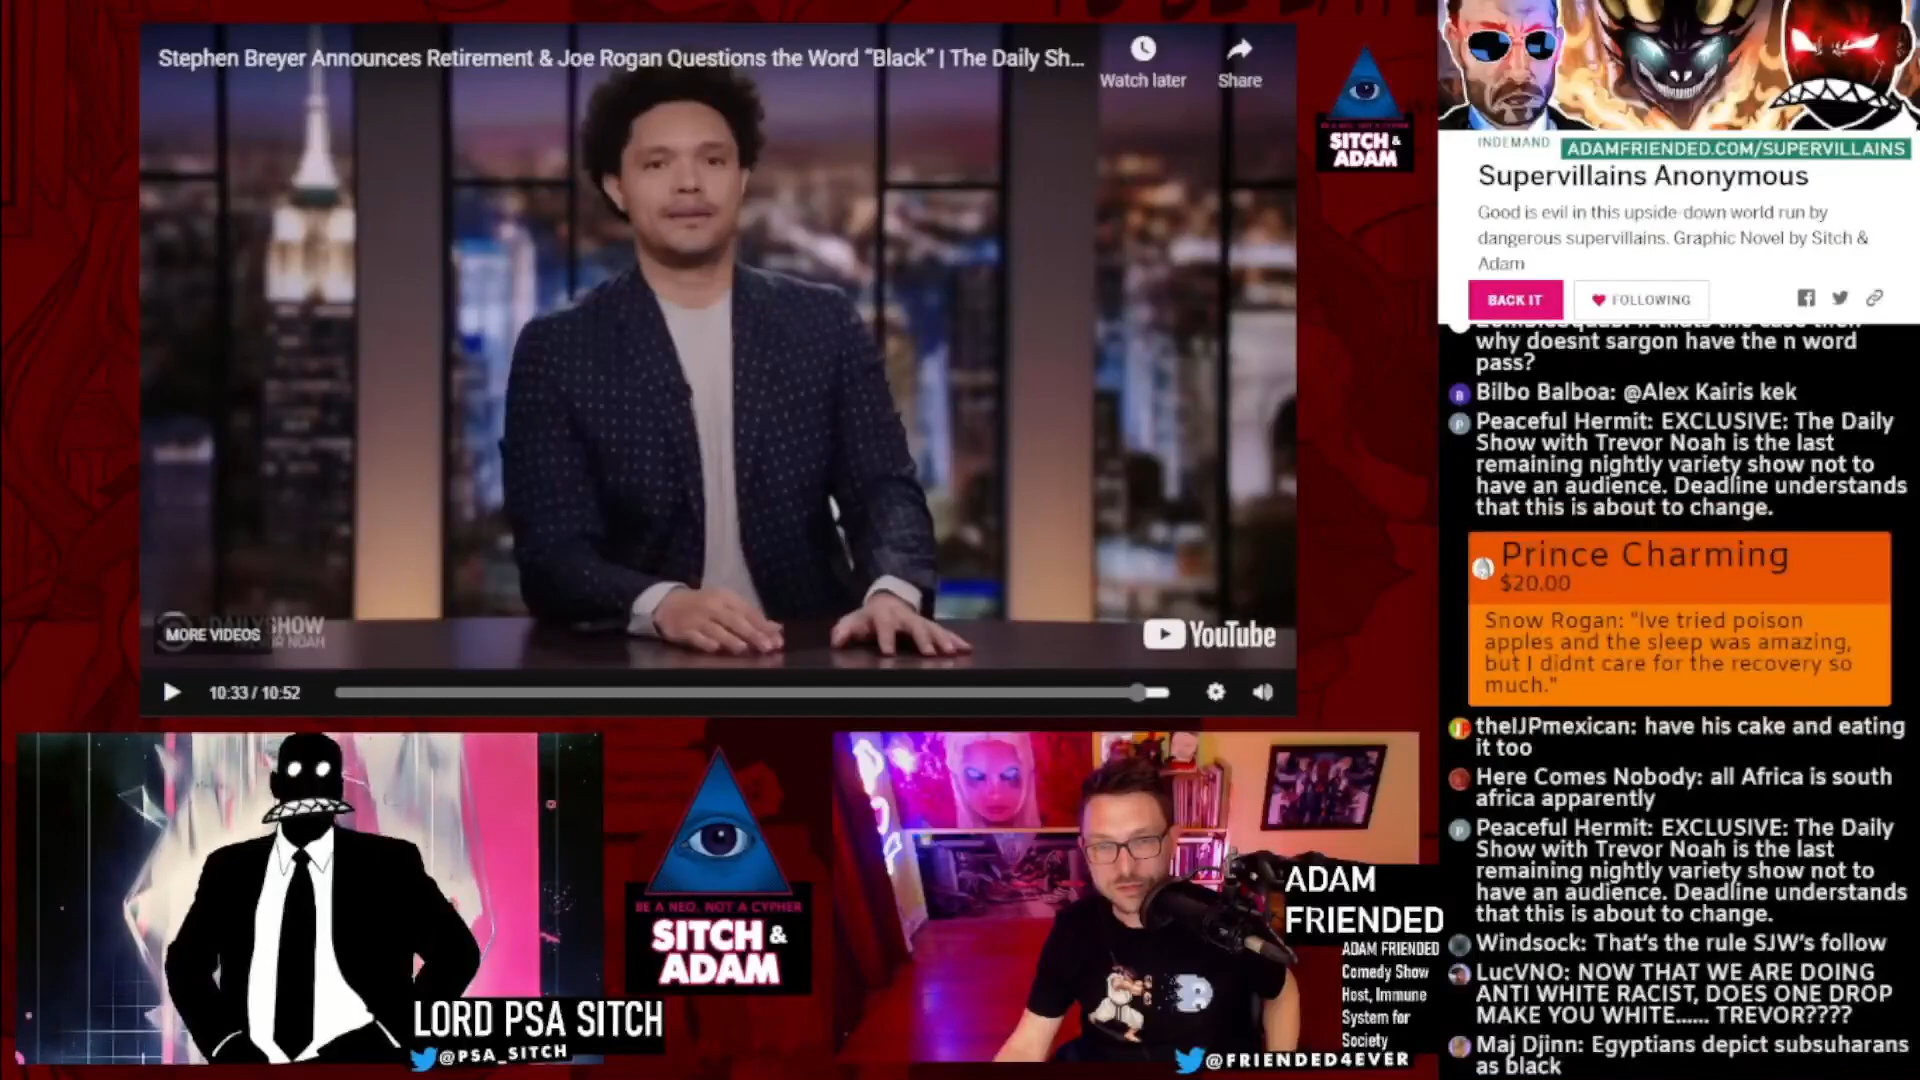 Stephen Breyer Announces Retirement & Joe Rogan Questions the Word “Black” | The Daily Sh...
Watch later
Share
MORE VIDEOS
SHOW
YouTube
10:33 / 10:52
BE A NEO, NOT A CYPHER
SITCH &
ADAM
INDEMAND
ADAMFRIENDED.COM/SUPERVILLAINS
Supervillains Anonymous
Good is evil in this upside-down world run by
dangerous supervillains. Graphic Novel by Sitch &
Adam
BACK IT
FOLLOWING
why doesnt sargon have the n word
pass?
Bilbo Balboa: @Alex Kairis kek
Peaceful Hermit: EXCLUSIVE: The Daily
Show with Trevor Noah is the last
remaining nightly variety show not to
have an audience. Deadline understands
that this is about to change.
Prince Charming
$20.00
Snow Rogan: "Ive tried poison
apples and the sleep was amazing,
but I didnt care for the recovery so
much."
theIJPmexican: have his cake and eating
it too
Here Comes Nobody: all Africa is south
africa apparently
Peaceful Hermit: EXCLUSIVE: The Daily
Show with Trevor Noah is the last
remaining nightly variety show not to
have an audience. Deadline understands
that this is about to change.
Windsock: That's the rule SJW's follow
LucVNO: NOW THAT WE ARE DOING
ANTI WHITE RACIST, DOES ONE DROP
MAKE YOU WHITE...... TREVOR????
Maj Djinn: Egyptians depict subsuharans
as black
LORD PSA SITCH
@PSA_SITCH
BE A NEO, NOT A CYPHER
SITCH &
ADAM
ADAM
FRIENDED
ADAM FRIENDED
Comedy Show
Host, Immune
System for
Society
@FRIENDED4EVER